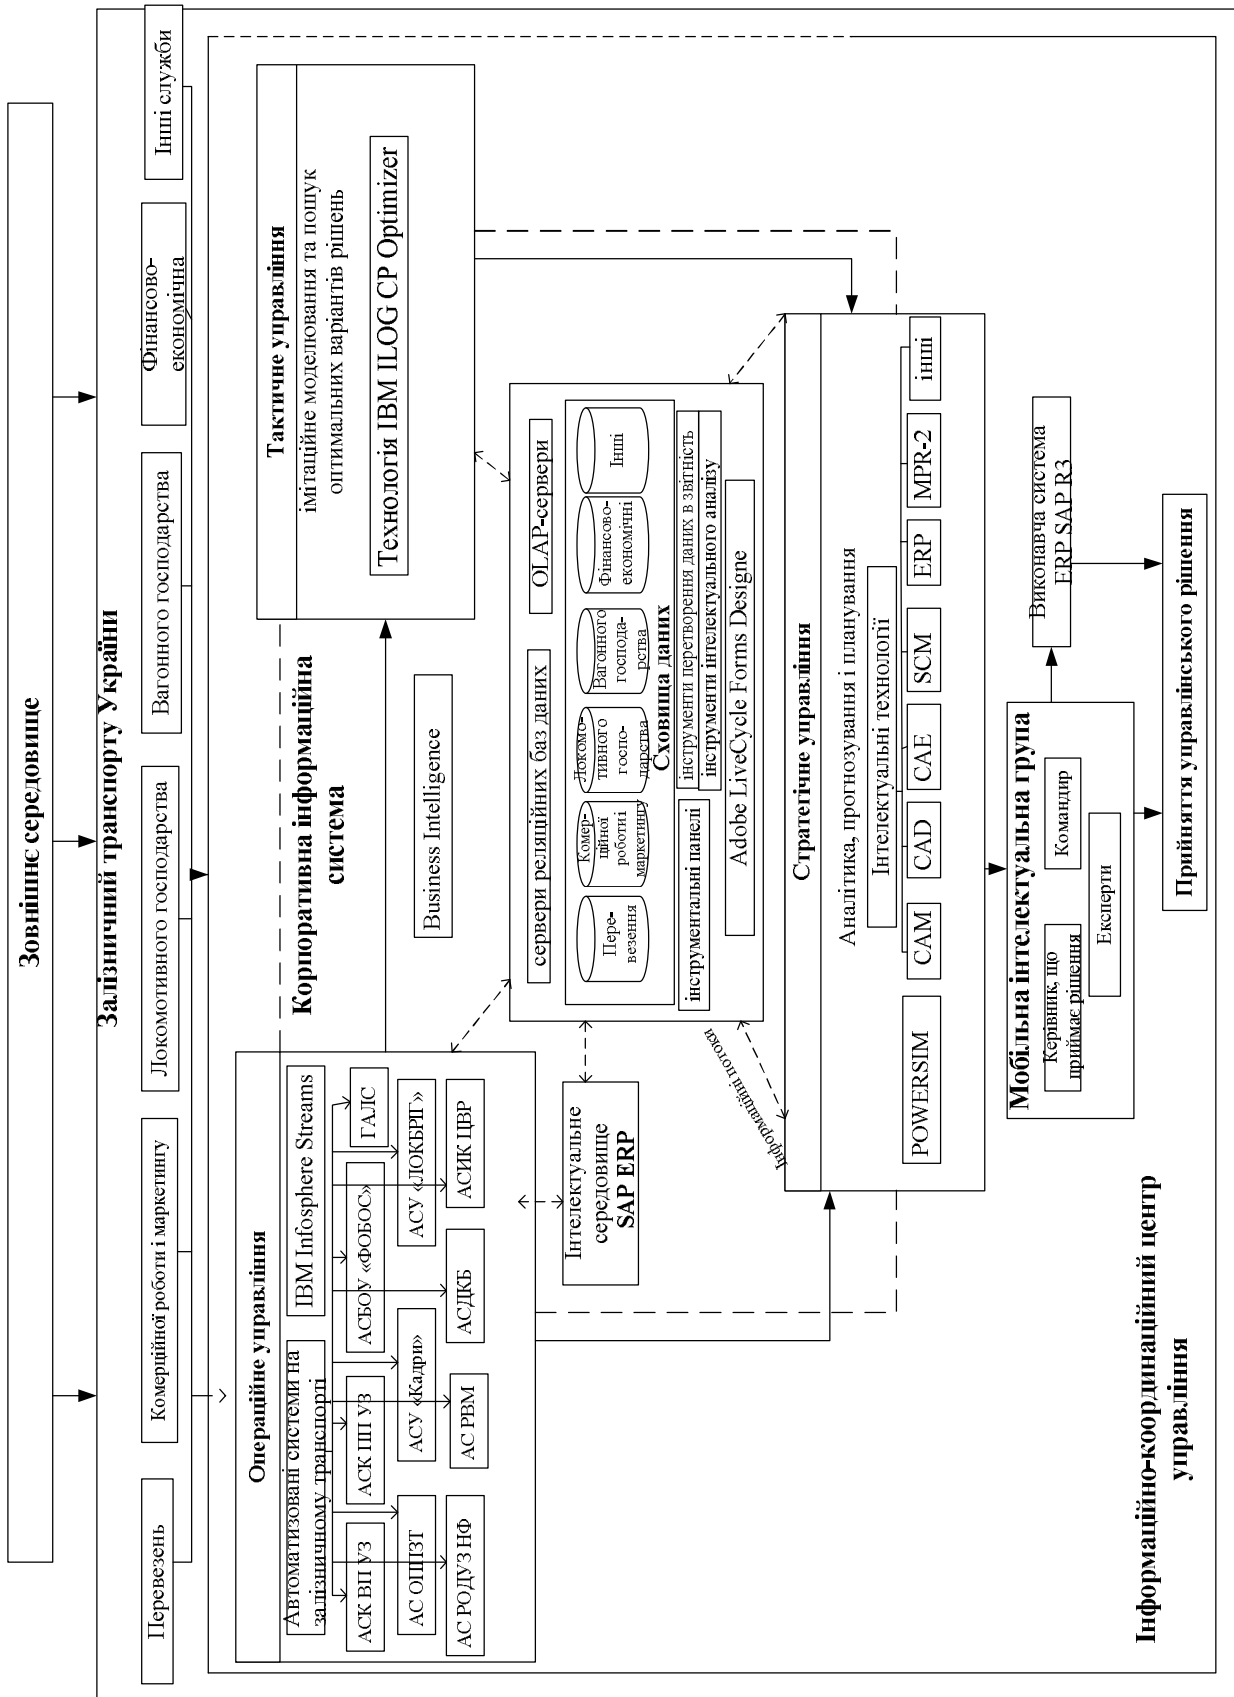 Зовнішнє середовище
Залізничний транспорту України
Перевезень
Комерційної роботи і маркетингу
Локомотивного господарства
Вагонного господарства
Фінансово-
економічна
Інші служби
Операційне управління
Автоматизовані системи на
залізничному транспорті
IBM Infosphere Streams
АСК ВП УЗ
АСК ПП УЗ
АСБОУ «ФОБОС»
ГАЛС
АС ОППЗТ
АСУ «Кадри»
АСУ «ЛОКБРІГ»
АС РОДУЗ НФ
АС РВМ
АСДКБ
АСИК ЦВР
Корпоративна інформаційна
система
Business Intelligence
Тактичне управління
імітаційне моделювання та пошук
оптимальних варіантів рішень
Технологія IBM ILOG CP Optimizer
Інтелектуальне
середовище
SAP ERP
сервери реляційних баз даних
OLAP-сервери
Пере-
везення
Комер-
ційної
роботи і
маркетингу
Локомо-
тивного
госпо-
дарства
Вагонного
господа-
рства
Фінансово-
економічні
Інші
Сховища даних
інструментальні панелі
інструменти перетворення даних в звітність
інструменти інтелектуального аналізу
Adobe LiveCycle Forms Designe
Інформаційні потоки
Стратегічне управління
Аналітика, прогнозування і планування
Інтелектуальні технології
POWERSIM
CAM
CAD
CAE
SCM
ERP
MPR-2
інші
Мобільна інтелектуальна група
Керівник, що
приймає рішення
Командир
Експерти
Виконавча система
ERP SAP R3
Прийняття управлінського рішення
Інформаційно-координаційний центр
управління